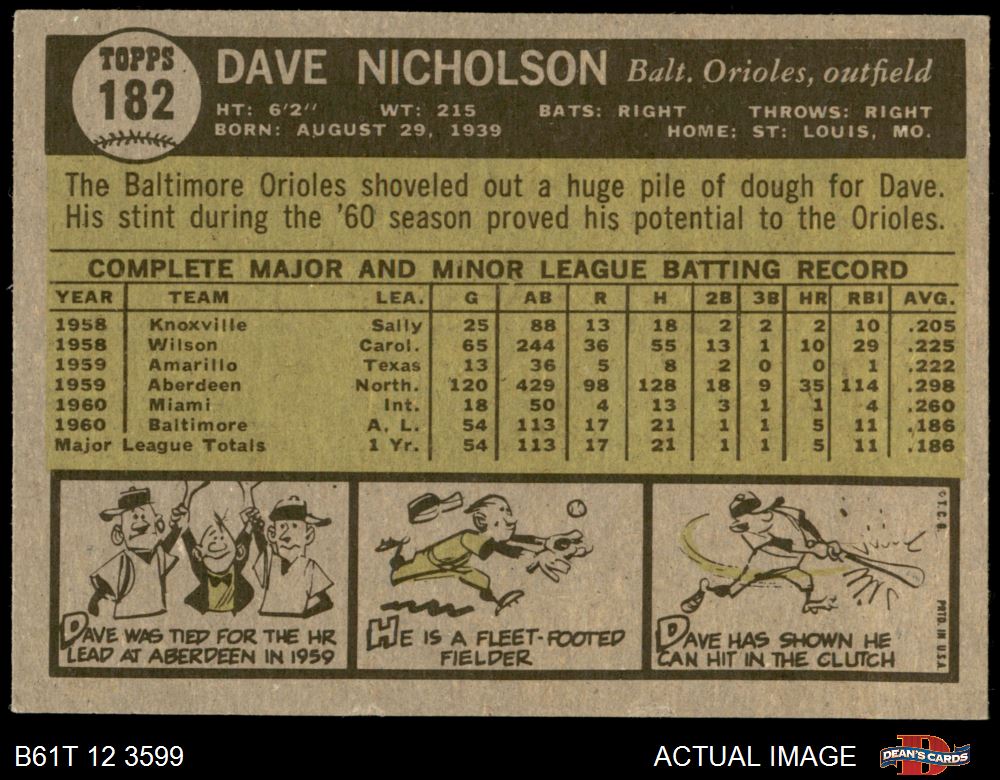 TOPPS
182
DAVE NICHOLSON Balt. Orioles, outfield
HT: 6'2" WT: 215 BATS: RIGHT THROWS: RIGHT
BORN: AUGUST 29, 1939 HOME: ST: LOUIS, MO.
The Baltimore Orioles shoveled out a huge pile of dough for Dave.
His stint during the '60 season proved his potential to the Orioles.
COMPLETE MAJOR AND MINOR LEAGUE BATTING RECORD
YEAR TEAM LEA. G AB R H 2B 3B HR RBI AVG.
1958 Knoxville Sally 25 88 13 18 2 2 2 10 .205
1958 Wilson Carol. 65 244 36 55 13 1 10 29 .225
1959 Amarillo Texas 13 36 5 8 2 0 0 1 .222
1959 Aberdeen North. 120 429 98 128 18 9 35 114 .298
1960 Miami Int. 18 50 4 13 3 1 1 4 .260
1960 Baltimore A. L. 54 113 17 21 1 1 5 11 .186
Major League Totals 1 Yr. 54 113 17 21 1 1 5 11 .186
DAVE WAS TIED FOR THE HR
LEAD AT ABERDEEN IN 1959
HE IS A FLEET-FOOTED
FIELDER
DAVE HAS SHOWN HE
CAN HIT IN THE CLUTCH
© T. C. G.
PRTD. IN U.S.A.
B61T 12 3599
ACTUAL IMAGE
DEAN'S CARDS